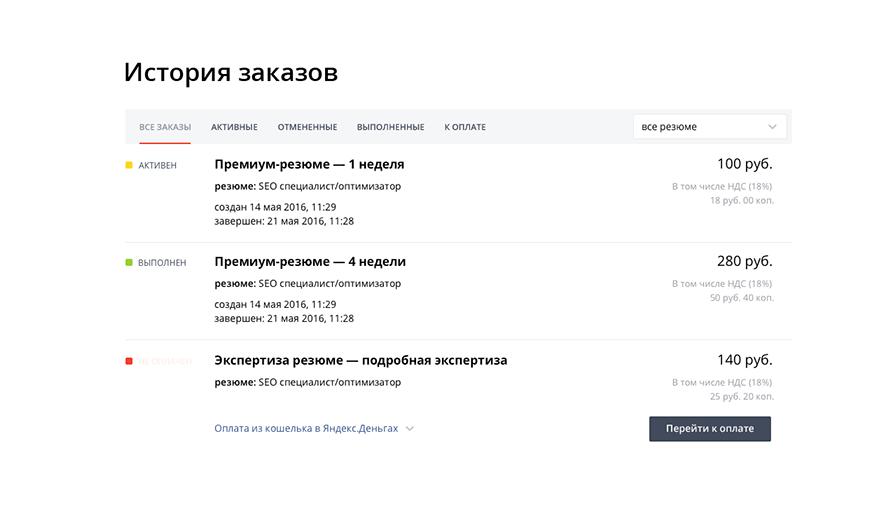 История заказов
ВСЕ ЗАКАЗЫ АКТИВНЫЕ ОТМЕНЕННЫЕ ВЫПОЛНЕННЫЕ К ОПЛАТЕ все резюме
АКТИВЕН Премиум-резюме — 1 неделя 100 руб.
резюме: SEO специалист/оптимизатор В том числе НДС (18%)
18 руб. 00 коп.
создан 14 мая 2016, 11:29
завершен: 21 мая 2016, 11:28
ВЫПОЛНЕН Премиум-резюме — 4 недели 280 руб.
резюме: SEO специалист/оптимизатор В том числе НДС (18%)
50 руб. 40 коп.
создан 14 мая 2016, 11:29
завершен: 21 мая 2016, 11:28
Экспертиза резюме — подробная экспертиза 140 руб.
резюме: SEO специалист/оптимизатор В том числе НДС (18%)
25 руб. 20 коп.
Оплата из кошелька в Яндекс.Деньгах Перейти к оплате